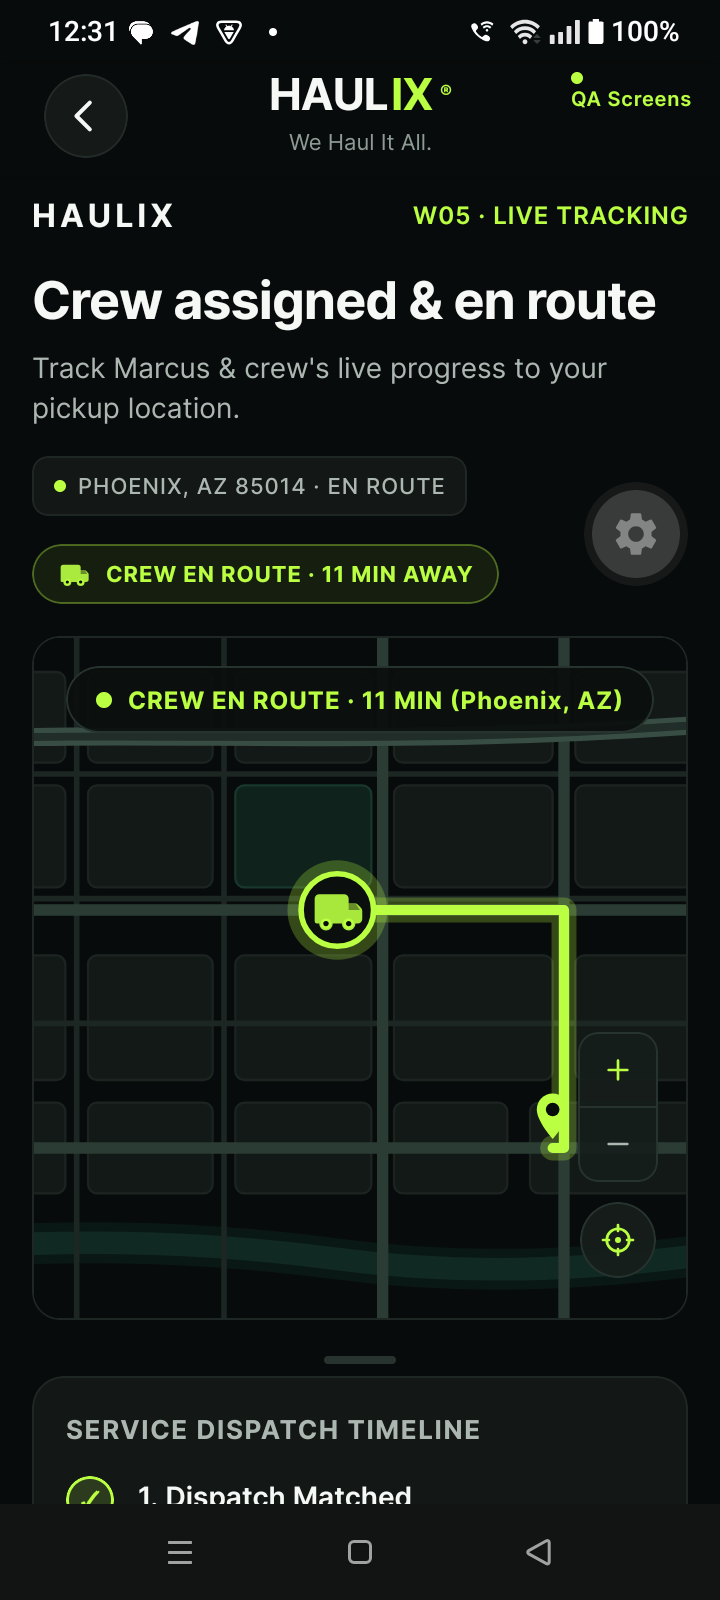 12:31
100%
HAULIX ®
We Haul It All.
QA Screens
HAULIX
W05 · LIVE TRACKING
Crew assigned & en route
Track Marcus & crew's live progress to your
pickup location.
PHOENIX, AZ 85014 · EN ROUTE
CREW EN ROUTE · 11 MIN AWAY
CREW EN ROUTE · 11 MIN (Phoenix, AZ)
SERVICE DISPATCH TIMELINE
1. Dispatch Matched